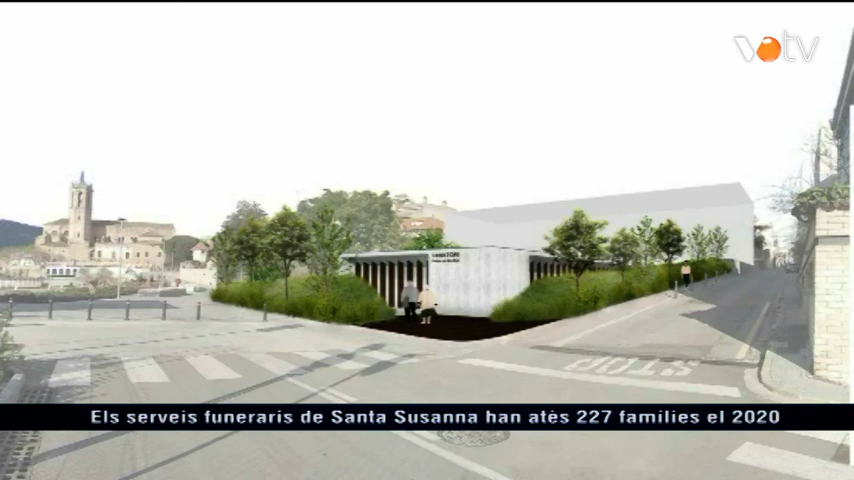 votv
STOP
Els serveis funeraris de Santa Susanna han atès 227 famílies el 2020